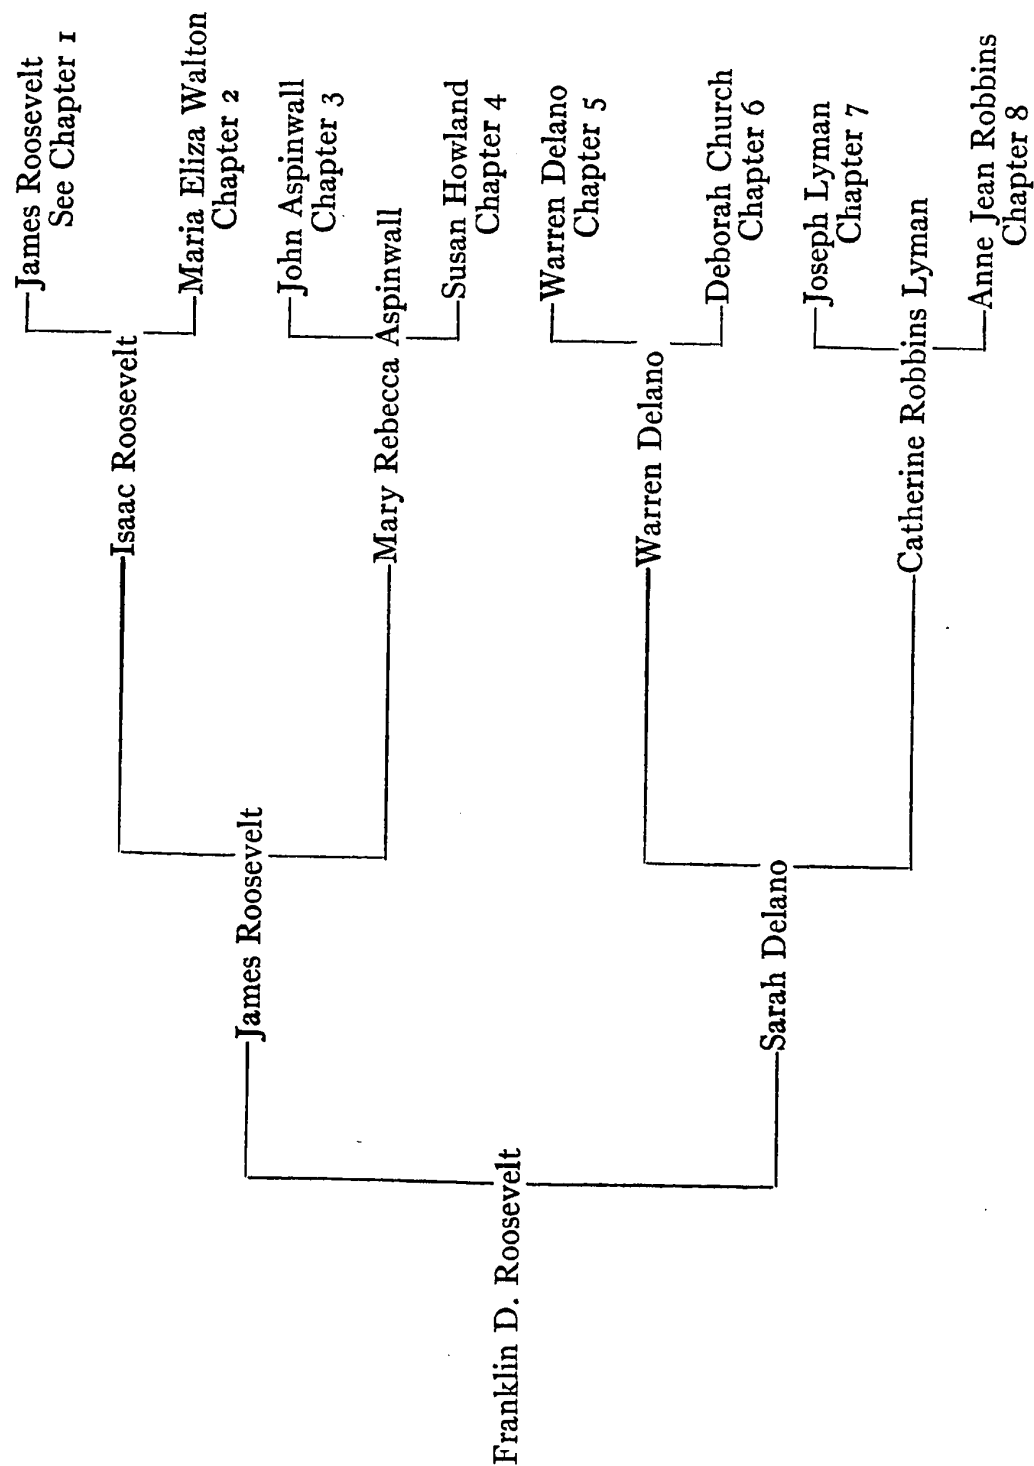 James Roosevelt
See Chapter 1
Isaac Roosevelt
Maria Eliza Walton
Chapter 2
James Roosevelt
John Aspinwall
Chapter 3
Mary Rebecca Aspinwall
Susan Howland
Chapter 4
Franklin D. Roosevelt
Warren Delano
Chapter 5
Warren Delano
Deborah Church
Chapter 6
Sarah Delano
Joseph Lyman
Chapter 7
Catherine Robbins Lyman
Anne Jean Robbins
Chapter 8